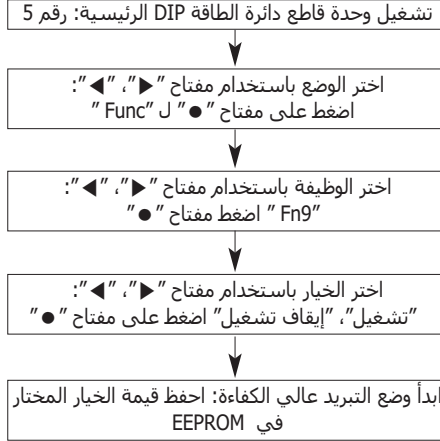 تشغيل وحدة قاطع دائرة الطاقة DIP الرئيسية: رقم 5
اختر الوضع باستخدام مفتاح "▶"، "◀":
اضغط على مفتاح "●" ل "Func"
اختر الوظيفة باستخدام مفتاح "▶"، "◀":
"Fn9" اضغط مفتاح "●"
اختر الخيار باستخدام مفتاح "▶"، "◀":
"تشغيل"، "إيقاف تشغيل" اضغط على مفتاح "●"
ابدأ وضع التبريد عالي الكفاءة: احفظ قيمة الخيار المختار
في EEPROM